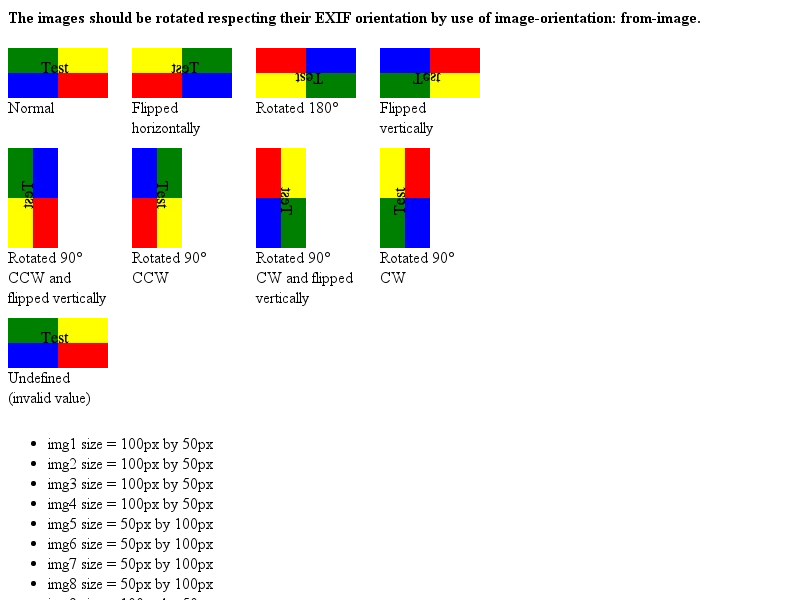 The images should be rotated respecting their EXIF orientation by use of image-orientation: from-image.
Test Test Test Test
Normal Flipped Rotated 180° Flipped
horizontally vertically
Test Test Test Test
Rotated 90° Rotated 90° Rotated 90° Rotated 90°
CCW and CCW CW and flipped CW
flipped vertically vertically
Test
Undefined
(invalid value)
• img1 size = 100px by 50px
• img2 size = 100px by 50px
• img3 size = 100px by 50px
• img4 size = 100px by 50px
• img5 size = 50px by 100px
• img6 size = 50px by 100px
• img7 size = 50px by 100px
• img8 size = 50px by 100px